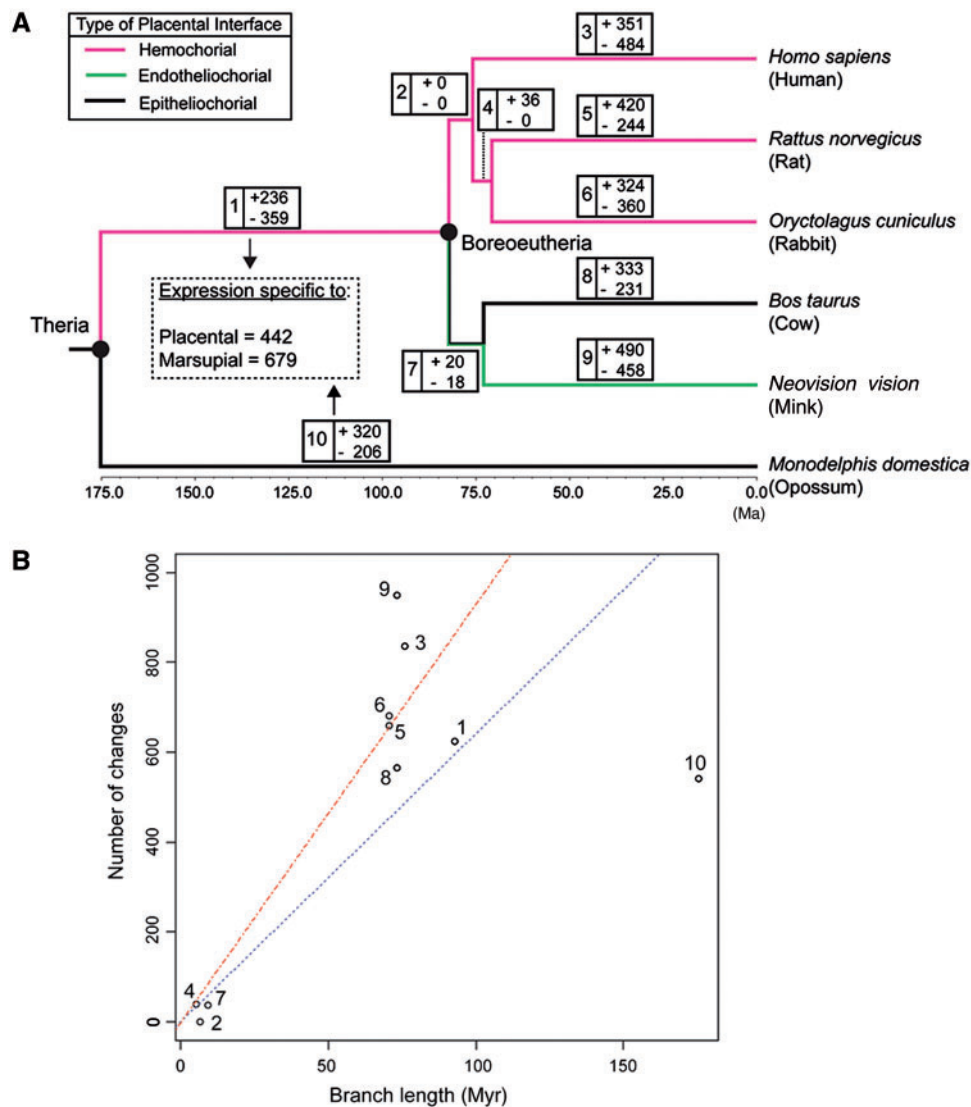 A
Type of Placental Interface
Hemochorial
Endotheliochorial
Epitheliochorial
1 +236 - 359
2 + 0 - 0
3 + 351 - 484
4 + 36 - 0
5 + 420 - 244
6 + 324 - 360
7 + 20 - 18
8 + 333 - 231
9 + 490 - 458
10 + 320 - 206
Homo sapiens
(Human)
Rattus norvegicus
(Rat)
Oryctolagus cuniculus
(Rabbit)
Bos taurus
(Cow)
Neovision vision
(Mink)
Monodelphis domestica
(Opossum)
Boreoeutheria
Theria
Expression specific to:
Placental = 442
Marsupial = 679
175.0 150.0 125.0 100.0 75.0 50.0 25.0 0.0
(Ma)
B
Number of changes
1000
800
600
400
200
0
9
3
6
5
1
8
10
4
7
2
0 50 100 150
Branch length (Myr)